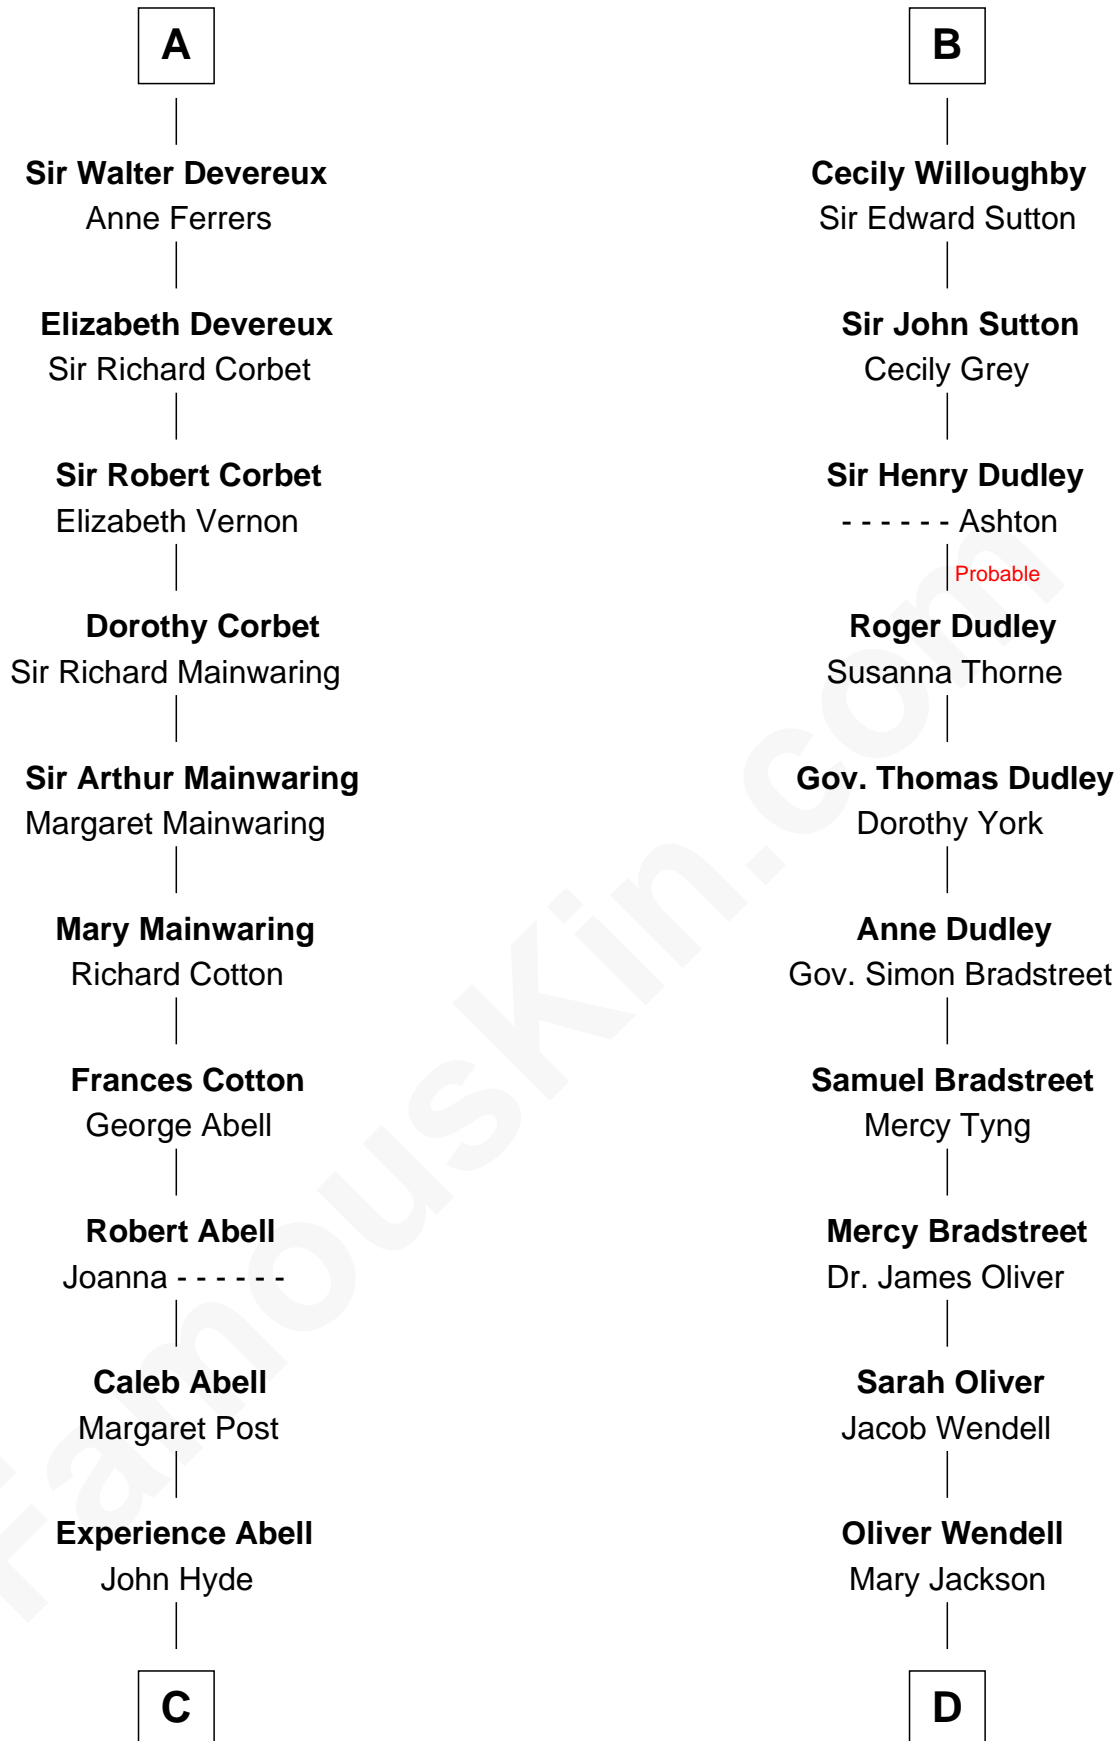 A
Sir Walter Devereux
Anne Ferrers
Elizabeth Devereux
Sir Richard Corbet
Sir Robert Corbet
Elizabeth Vernon
Dorothy Corbet
Sir Richard Mainwaring
Sir Arthur Mainwaring
Margaret Mainwaring
Mary Mainwaring
Richard Cotton
Frances Cotton
George Abell
Robert Abell
Joanna - - - - - -
Caleb Abell
Margaret Post
Experience Abell
John Hyde
C
B
Cecily Willoughby
Sir Edward Sutton
Sir John Sutton
Cecily Grey
Sir Henry Dudley
- - - - - - Ashton
Probable
Roger Dudley
Susanna Thorne
Gov. Thomas Dudley
Dorothy York
Anne Dudley
Gov. Simon Bradstreet
Samuel Bradstreet
Mercy Tyng
Mercy Bradstreet
Dr. James Oliver
Sarah Oliver
Jacob Wendell
Oliver Wendell
Mary Jackson
D
FamousKin.com